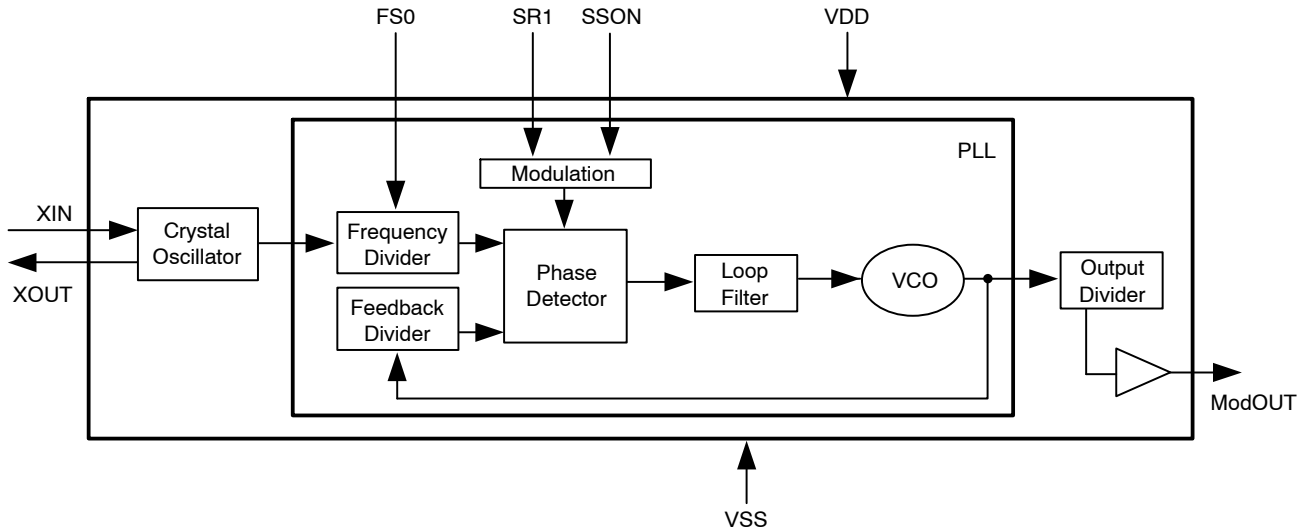 FS0
SR1
SSON
VDD
PLL
Modulation
XIN
XOUT
Crystal
Oscillator
Frequency
Divider
Feedback
Divider
Phase
Detector
Loop
Filter
VCO
Output
Divider
ModOUT
VSS